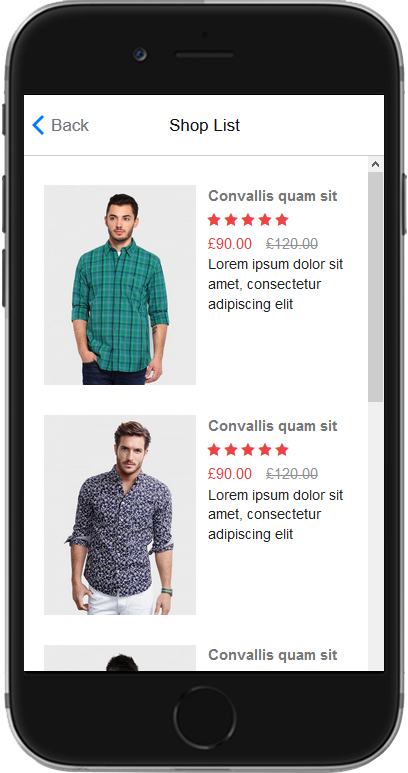 Back
Shop List
Convallis quam sit
£90.00 £120.00
Lorem ipsum dolor sit
amet, consectetur
adipiscing elit
Convallis quam sit
£90.00 £120.00
Lorem ipsum dolor sit
amet, consectetur
adipiscing elit
Convallis quam sit